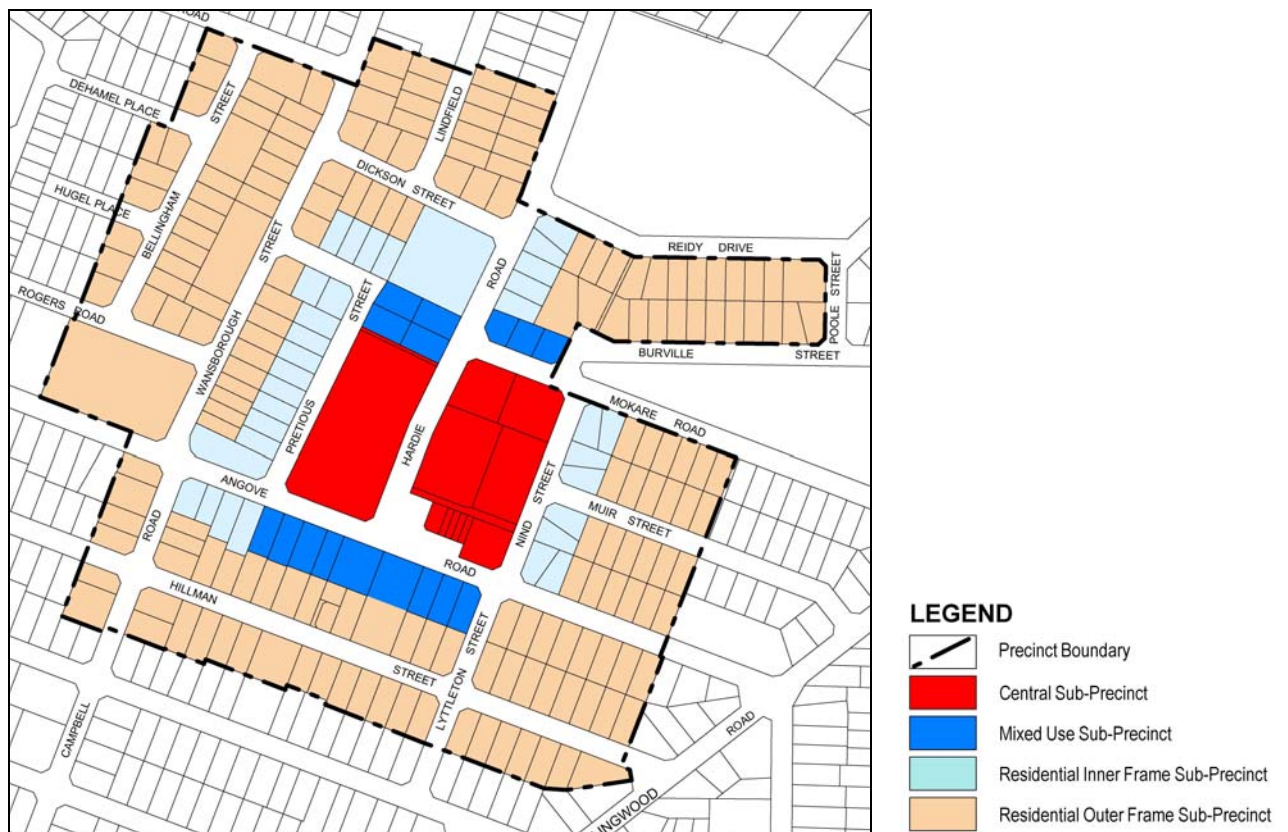 ROAD
DEHAMEL PLACE
STREET
LINDFIELD
DICKSON STREET
HUGEL PLACE
BELLINGHAM
STREET
REIDY DRIVE
ROAD
STREET
STREET
POOLE
ROGERS ROAD
BURVILLE STREET
WANSBOROUGH
MOKARE ROAD
PRETIOUS
HARDIE
ANGOVE
STREET
MUIR STREET
NIND
ROAD
ROAD
HILLMAN
STREET
STREET
LYTTLETON
CAMPBELL
ROAD
LINGWOOD
LEGEND
Precinct Boundary
Central Sub-Precinct
Mixed Use Sub-Precinct
Residential Inner Frame Sub-Precinct
Residential Outer Frame Sub-Precinct